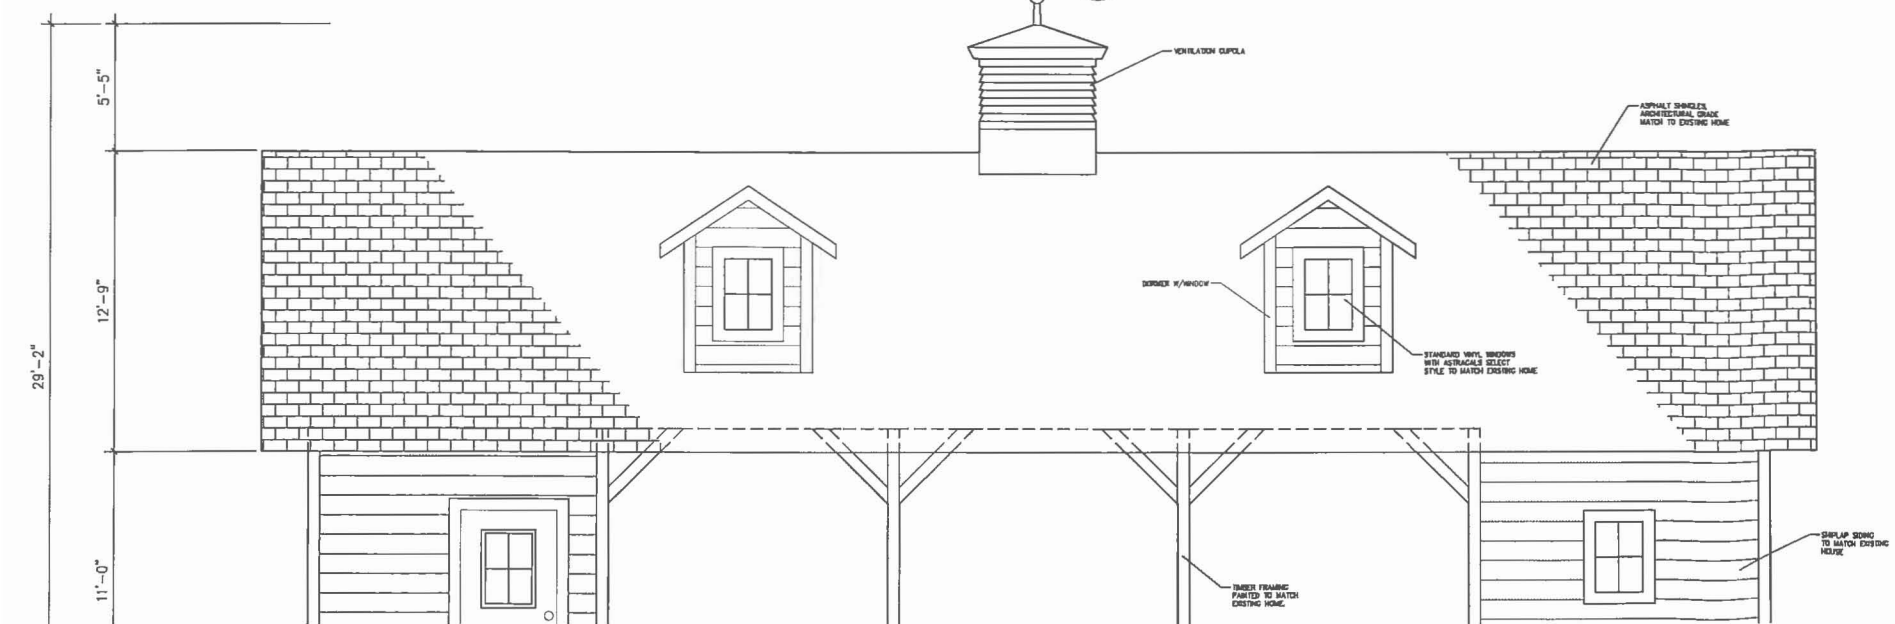 5'-5"
VENTILATION CUPOLA
ASPHALT SHINGLES,
ARCHITECTURAL GRADE
MATCH TO EXISTING HOME
12'-9"
DORMER W/WINDOW
29'-2"
STANDARD VINYL WINDOWS
WITH ASTRAGALS SELECT
STYLE TO MATCH EXISTING HOME
SHIPLAP SIDING
TO MATCH EXISTING
HOUSE
11'-0"
TIMBER FRAMING
PAINTED TO MATCH
EXISTING HOME.